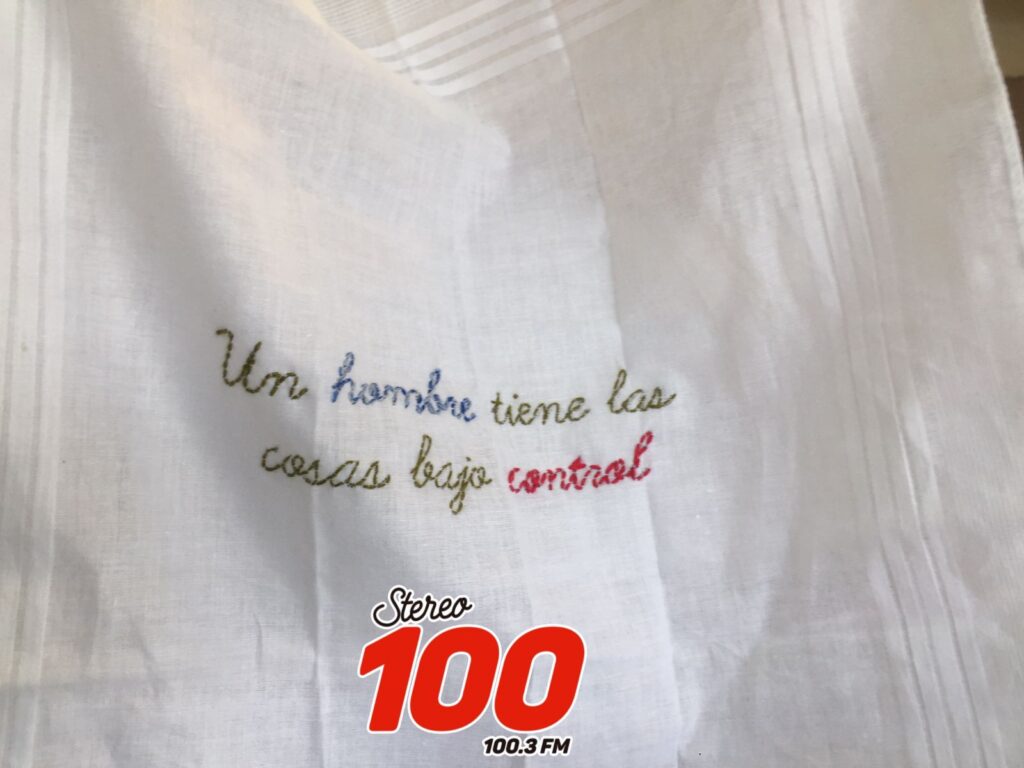 Un hombre tiene las
cosas bajo control
Stereo
100
100.3 FM